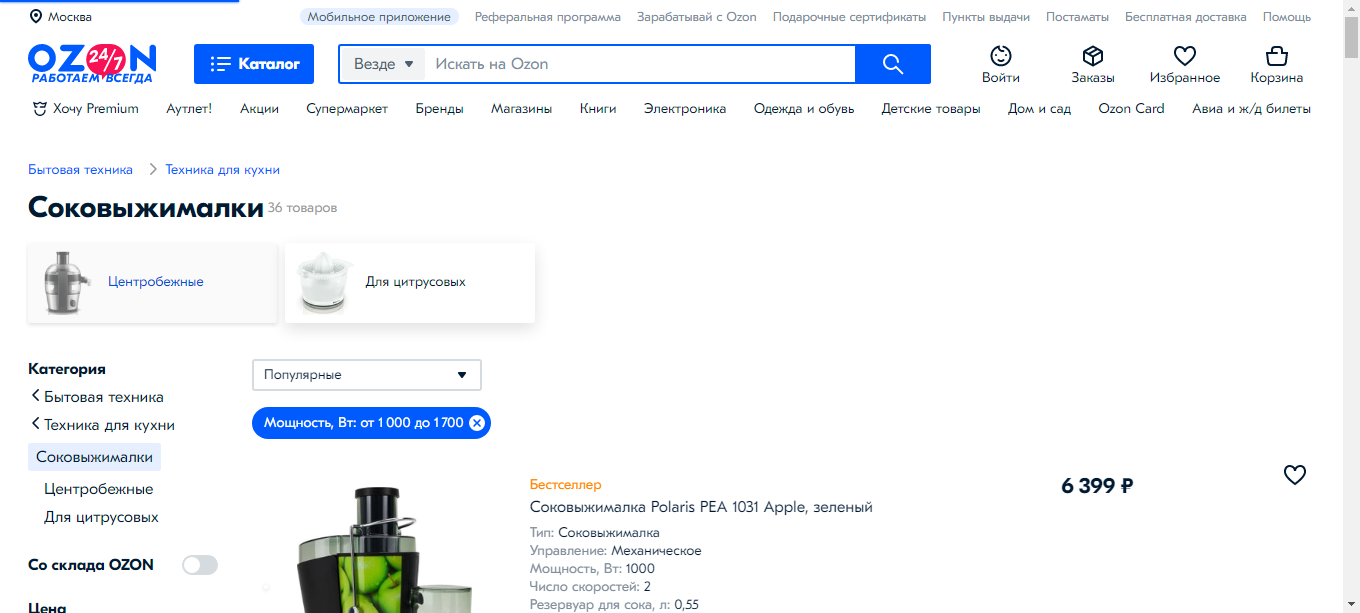 Москва
Мобильное приложение Реферальная программа Зарабатывай с Ozon Подарочные сертификаты Пункты выдачи Постаматы Бесплатная доставка Помощь
OZON 24/7
РАБОТАЕМ ВСЕГДА
Каталог
Везде Искать на Ozon
Войти Заказы Избранное Корзина
Хочу Premium Аутлет! Акции Супермаркет Бренды Магазины Книги Электроника Одежда и обувь Детские товары Дом и сад Ozon Card Авиа и ж/д билеты
Бытовая техника Техника для кухни
Соковыжималки 36 товаров
Центробежные Для цитрусовых
Категория
Бытовая техника
Техника для кухни
Соковыжималки
Центробежные
Для цитрусовых
Со склада OZON
Цена
Популярные
Мощность, Вт: от 1 000 до 1 700
Бестселлер
Соковыжималка Polaris PEA 1031 Apple, зеленый
Тип: Соковыжималка
Управление: Механическое
Мощность, Вт: 1000
Число скоростей: 2
Резервуар для сока, л: 0,55
6 399 ₽